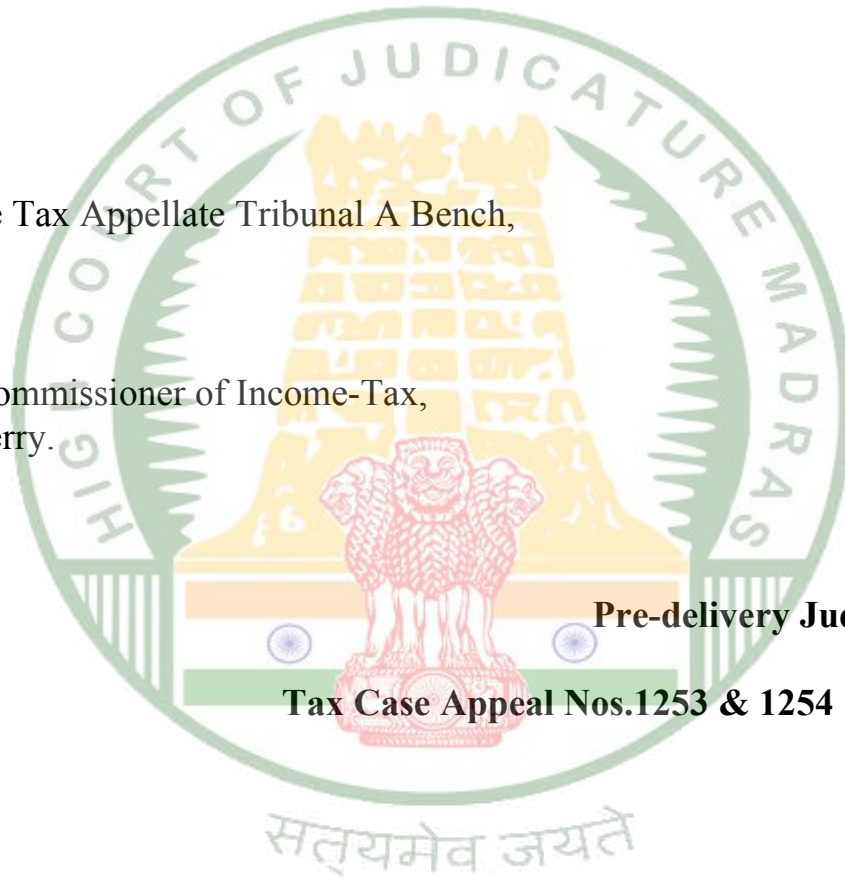 HIGH COURT OF JUDICATURE MADRAS
e Tax Appellate Tribunal A Bench,
ommissioner of Income-Tax,
erry.
Pre-delivery Jud
Tax Case Appeal Nos.1253 & 1254
सत्यमेव जयते